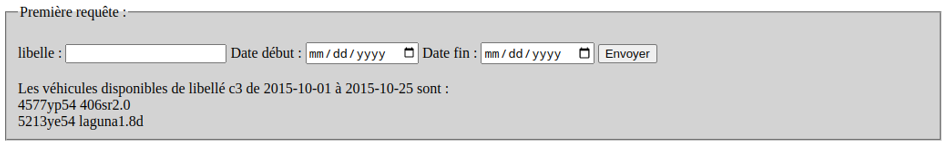 Première requête :
libelle : Date début : mm/dd/yyyy Date fin : mm/dd/yyyy Envoyer
Les véhicules disponibles de libellé c3 de 2015-10-01 à 2015-10-25 sont :
4577yp54 406sr2.0
5213ye54 laguna1.8d